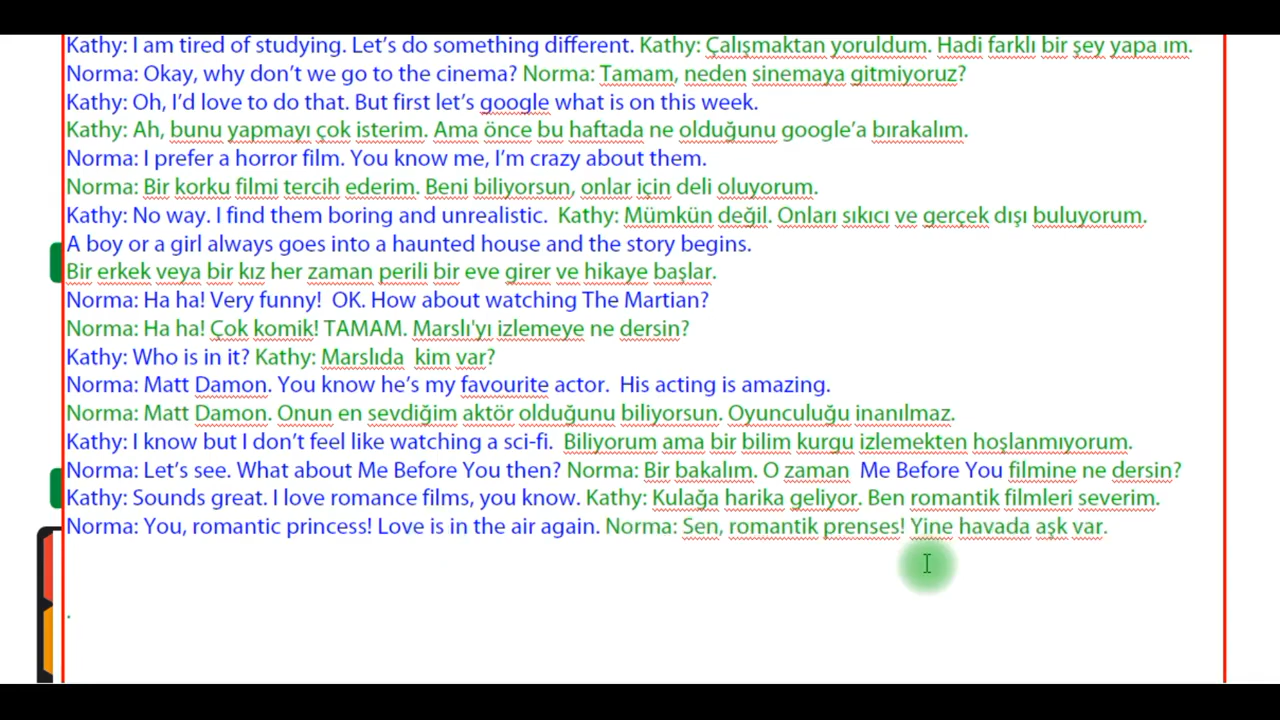 Kathy: I am tired of studying. Let’s do something different. Kathy: Çalışmaktan yoruldum. Hadi farklı bir şey yapa ım.
Norma: Okay, why don’t we go to the cinema? Norma: Tamam, neden sinemaya gitmiyoruz?
Kathy: Oh, I’d love to do that. But first let’s google what is on this week.
Kathy: Ah, bunu yapmayı çok isterim. Ama önce bu haftada ne olduğunu google’a bırakalım.
Norma: I prefer a horror film. You know me, I’m crazy about them.
Norma: Bir korku filmi tercih ederim. Beni biliyorsun, onlar için deli oluyorum.
Kathy: No way. I find them boring and unrealistic. Kathy: Mümkün değil. Onları sıkıcı ve gerçek dışı buluyorum.
A boy or a girl always goes into a haunted house and the story begins.
Bir erkek veya bir kız her zaman perili bir eve girer ve hikaye başlar.
Norma: Ha ha! Very funny! OK. How about watching The Martian?
Norma: Ha ha! Çok komik! TAMAM. Marslı'yı izlemeye ne dersin?
Kathy: Who is in it? Kathy: Marslıda kim var?
Norma: Matt Damon. You know he’s my favourite actor. His acting is amazing.
Norma: Matt Damon. Onun en sevdiğim aktör olduğunu biliyorsun. Oyunculuğu inanılmaz.
Kathy: I know but I don’t feel like watching a sci-fi. Biliyorum ama bir bilim kurgu izlemekten hoşlanmıyorum.
Norma: Let’s see. What about Me Before You then? Norma: Bir bakalım. O zaman Me Before You filmine ne dersin?
Kathy: Sounds great. I love romance films, you know. Kathy: Kulağa harika geliyor. Ben romantik filmleri severim.
Norma: You, romantic princess! Love is in the air again. Norma: Sen, romantik prenses! Yine havada aşk var.
.